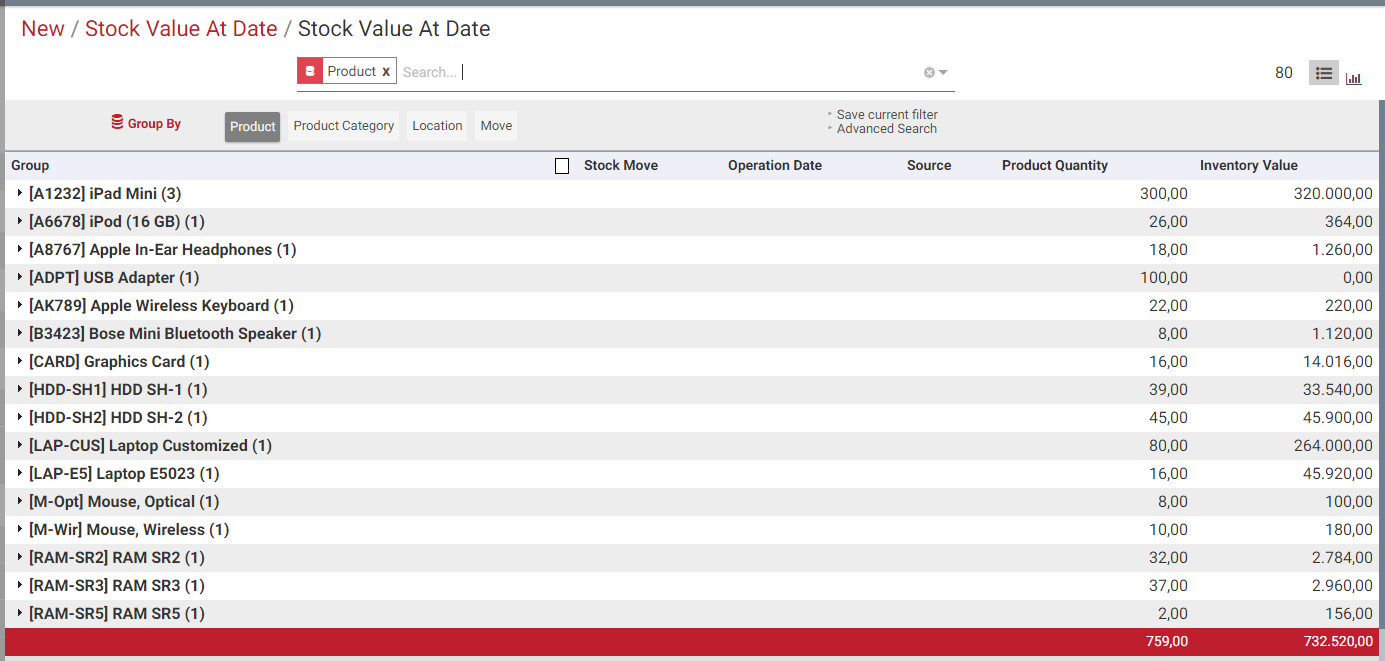 New / Stock Value At Date / Stock Value At Date
Product x Search...
80
Group By Product Product Category Location Move
Save current filter
Advanced Search
Group Stock Move Operation Date Source Product Quantity Inventory Value
[A1232] iPad Mini (3) 300,00 320.000,00
[A6678] iPod (16 GB) (1) 26,00 364,00
[A8767] Apple In-Ear Headphones (1) 18,00 1.260,00
[ADPT] USB Adapter (1) 100,00 0,00
[AK789] Apple Wireless Keyboard (1) 22,00 220,00
[B3423] Bose Mini Bluetooth Speaker (1) 8,00 1.120,00
[CARD] Graphics Card (1) 16,00 14.016,00
[HDD-SH1] HDD SH-1 (1) 39,00 33.540,00
[HDD-SH2] HDD SH-2 (1) 45,00 45.900,00
[LAP-CUS] Laptop Customized (1) 80,00 264.000,00
[LAP-E5] Laptop E5023 (1) 16,00 45.920,00
[M-Opt] Mouse, Optical (1) 8,00 100,00
[M-Wir] Mouse, Wireless (1) 10,00 180,00
[RAM-SR2] RAM SR2 (1) 32,00 2.784,00
[RAM-SR3] RAM SR3 (1) 37,00 2.960,00
[RAM-SR5] RAM SR5 (1) 2,00 156,00
759,00 732.520,00